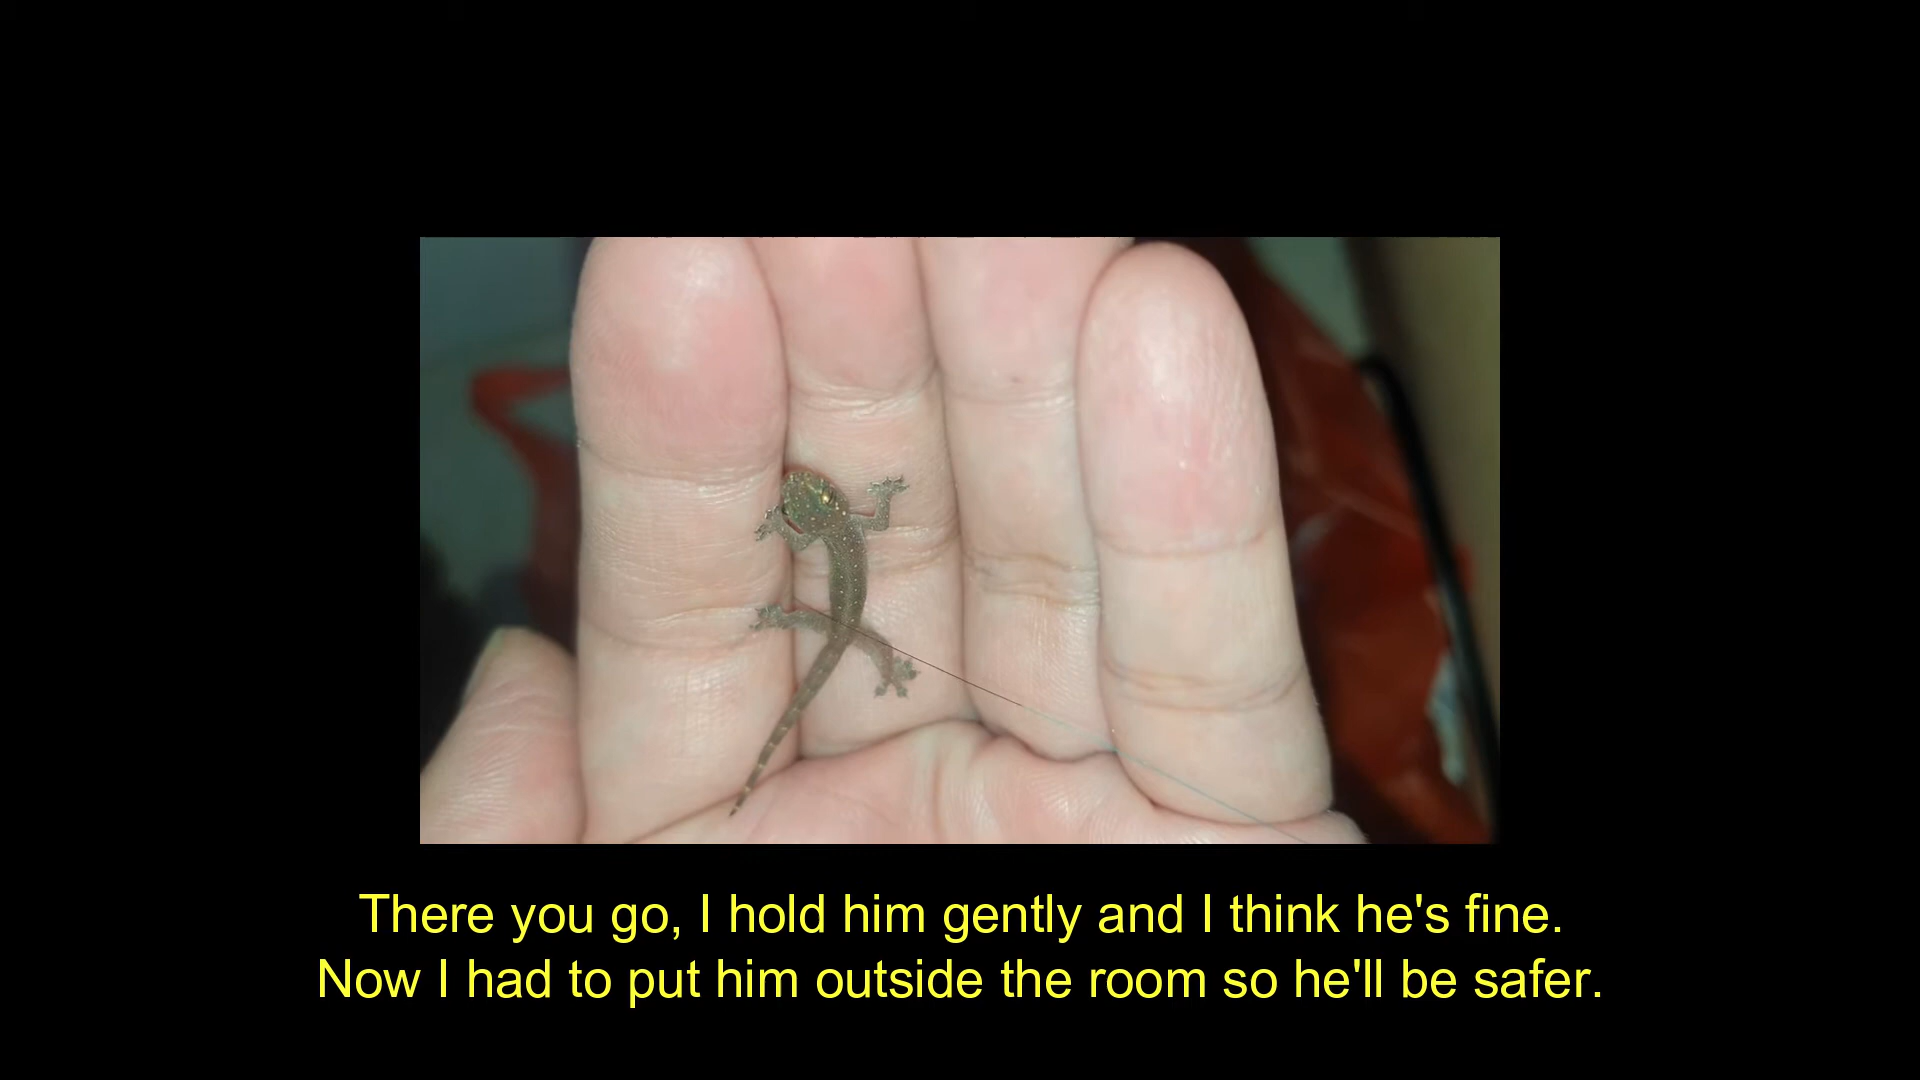 There you go, I hold him gently and I think he's fine.
Now I had to put him outside the room so he'll be safer.